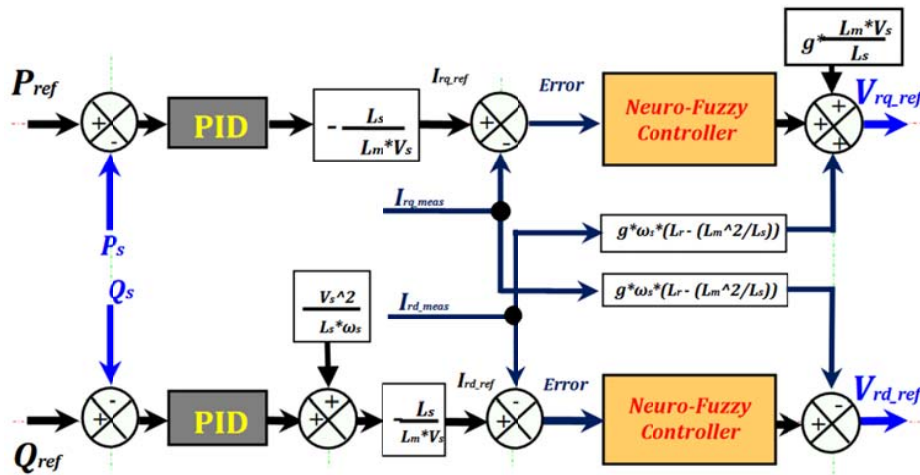 g* Lm*Vs
Ls
Pref
+
-
PID
- Ls
Lm*Vs
Irq_ref
+
-
Error
Neuro-Fuzzy
Controller
+
+
+
Vrq_ref
Ps
Irq_meas
g*ωs*(Lr - (Lm^2/Ls))
Qs
Vs^2
Ls*ωs
Ird_meas
g*ωs*(Lr - (Lm^2/Ls))
Qref
-
+
PID
+
+
- Ls
Lm*Vs
Ird_ref
-
+
Error
Neuro-Fuzzy
Controller
-
+
Vrd_ref